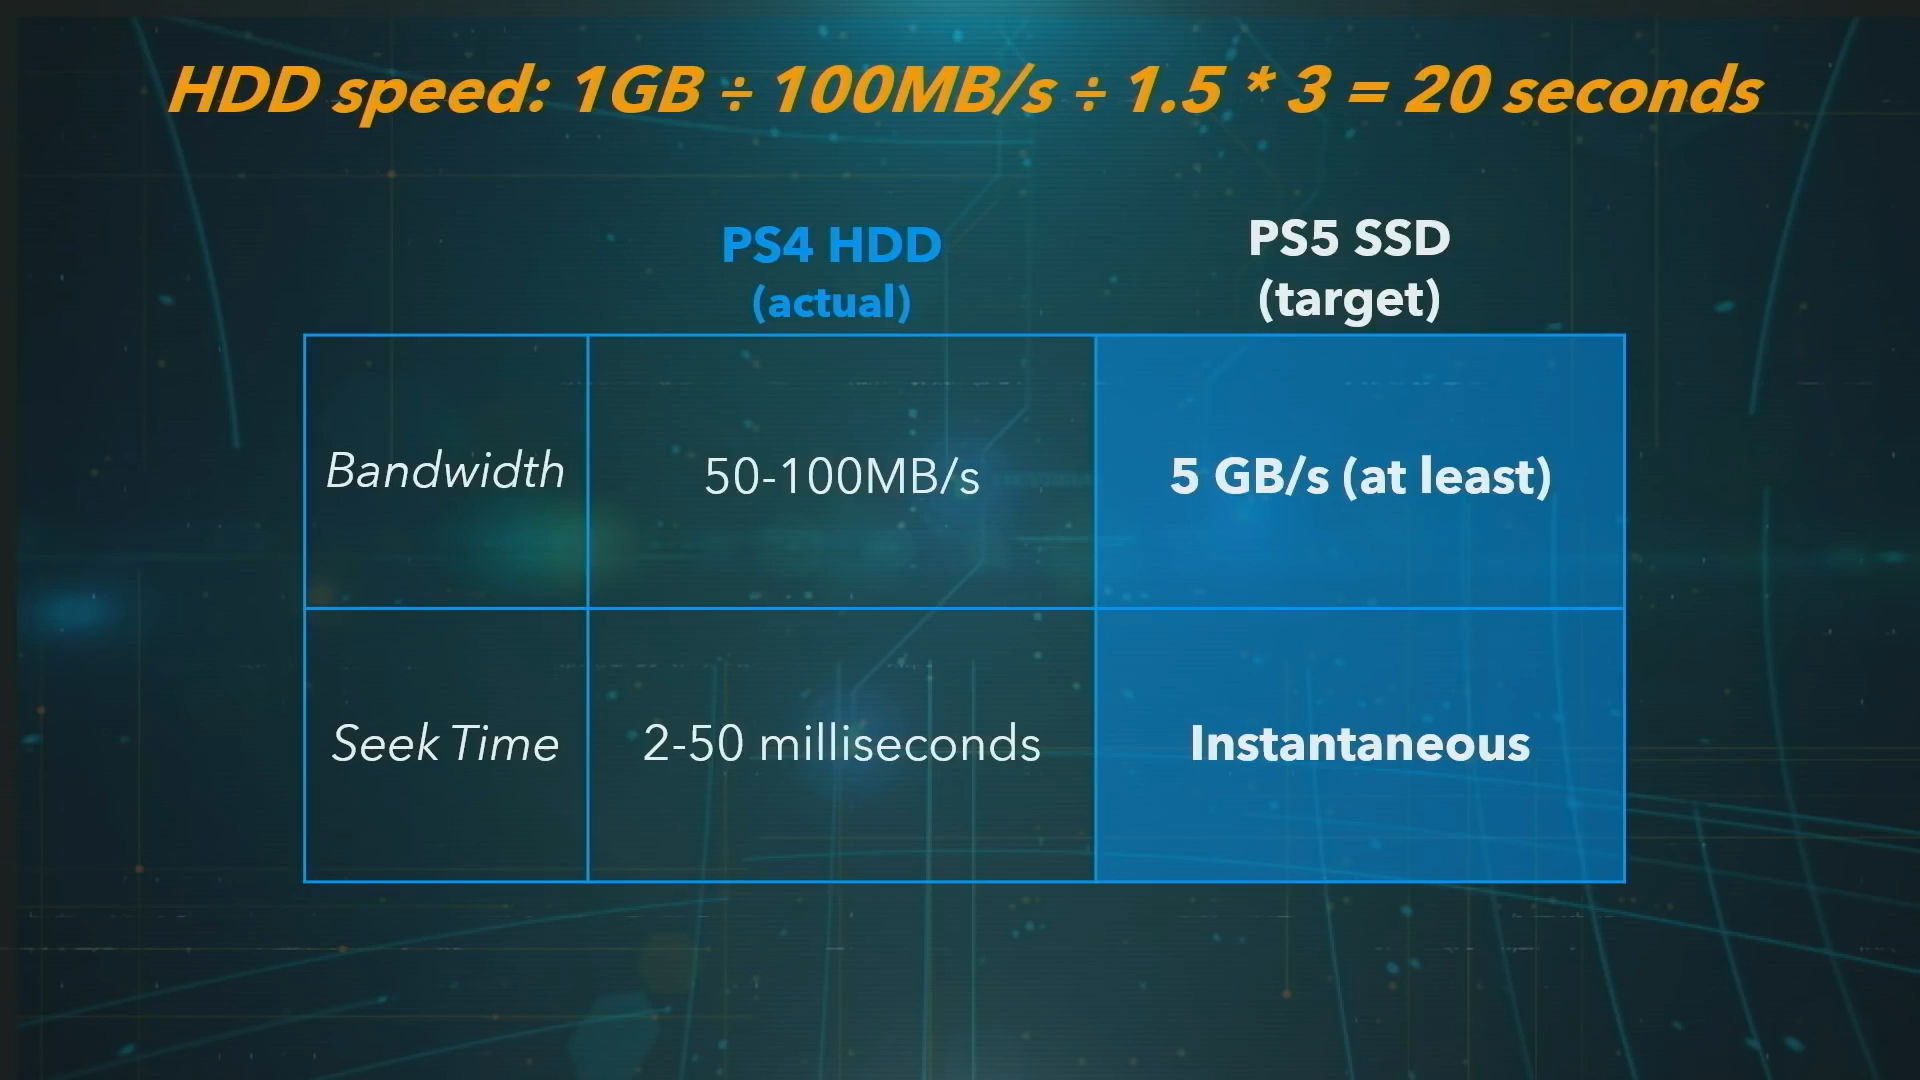 HDD speed: 1GB ÷ 100MB/s ÷ 1.5 * 3 = 20 seconds
PS4 HDD
(actual)
PS5 SSD
(target)
Bandwidth
50-100MB/s
5 GB/s (at least)
Seek Time
2-50 milliseconds
Instantaneous